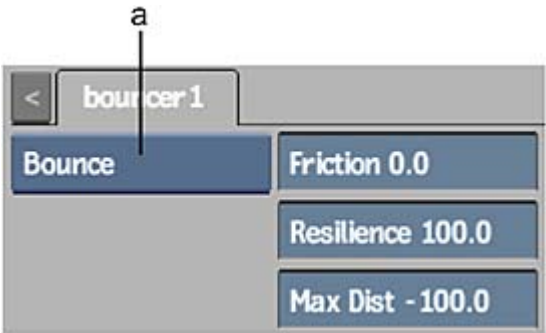 a
< bouncer1
Bounce Friction 0.0
Resilience 100.0
Max Dist -100.0